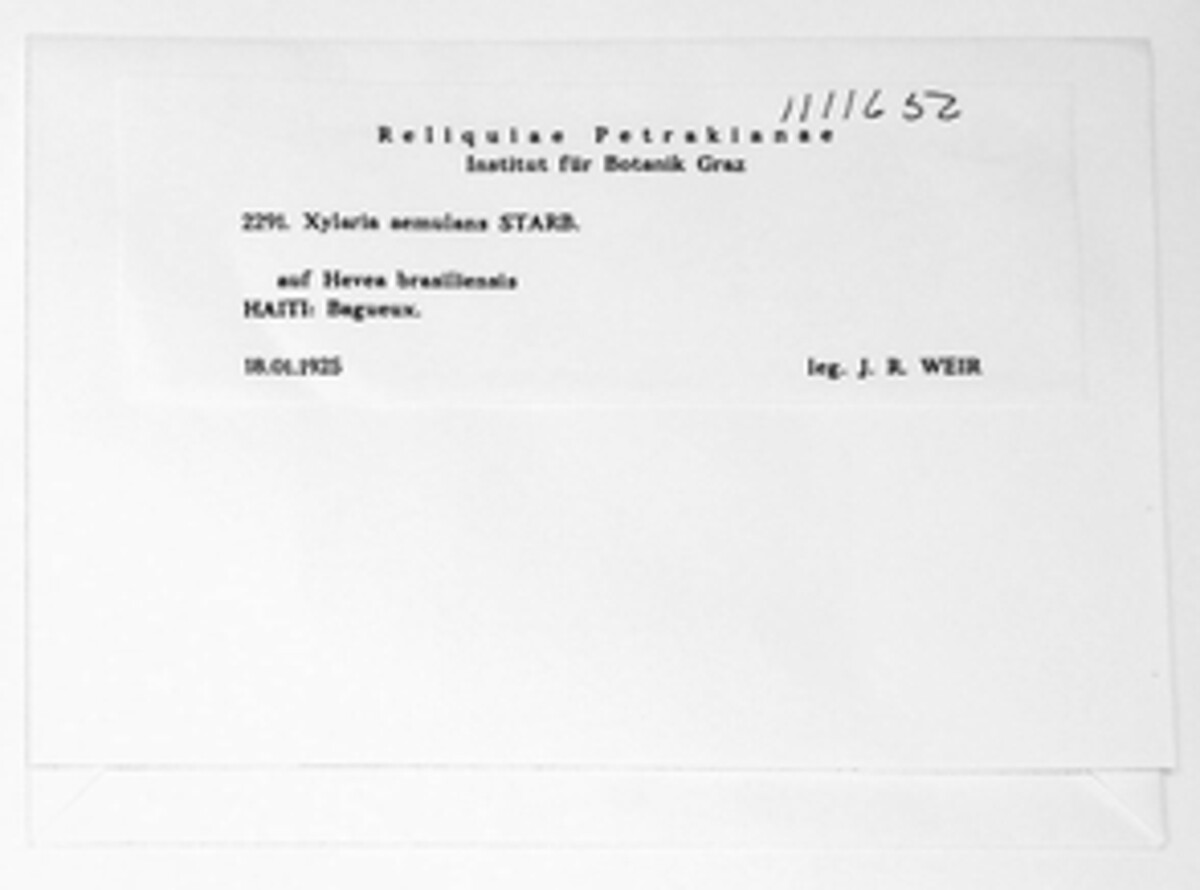 1111652
Reliquiae Petrakianae
Institut für Botanik Graz
2291. Xylaria aemulans STARB.
auf Hevea brasiliensis
HAITI: Bagueux.
18.01.1925
leg. J. R. WEIR